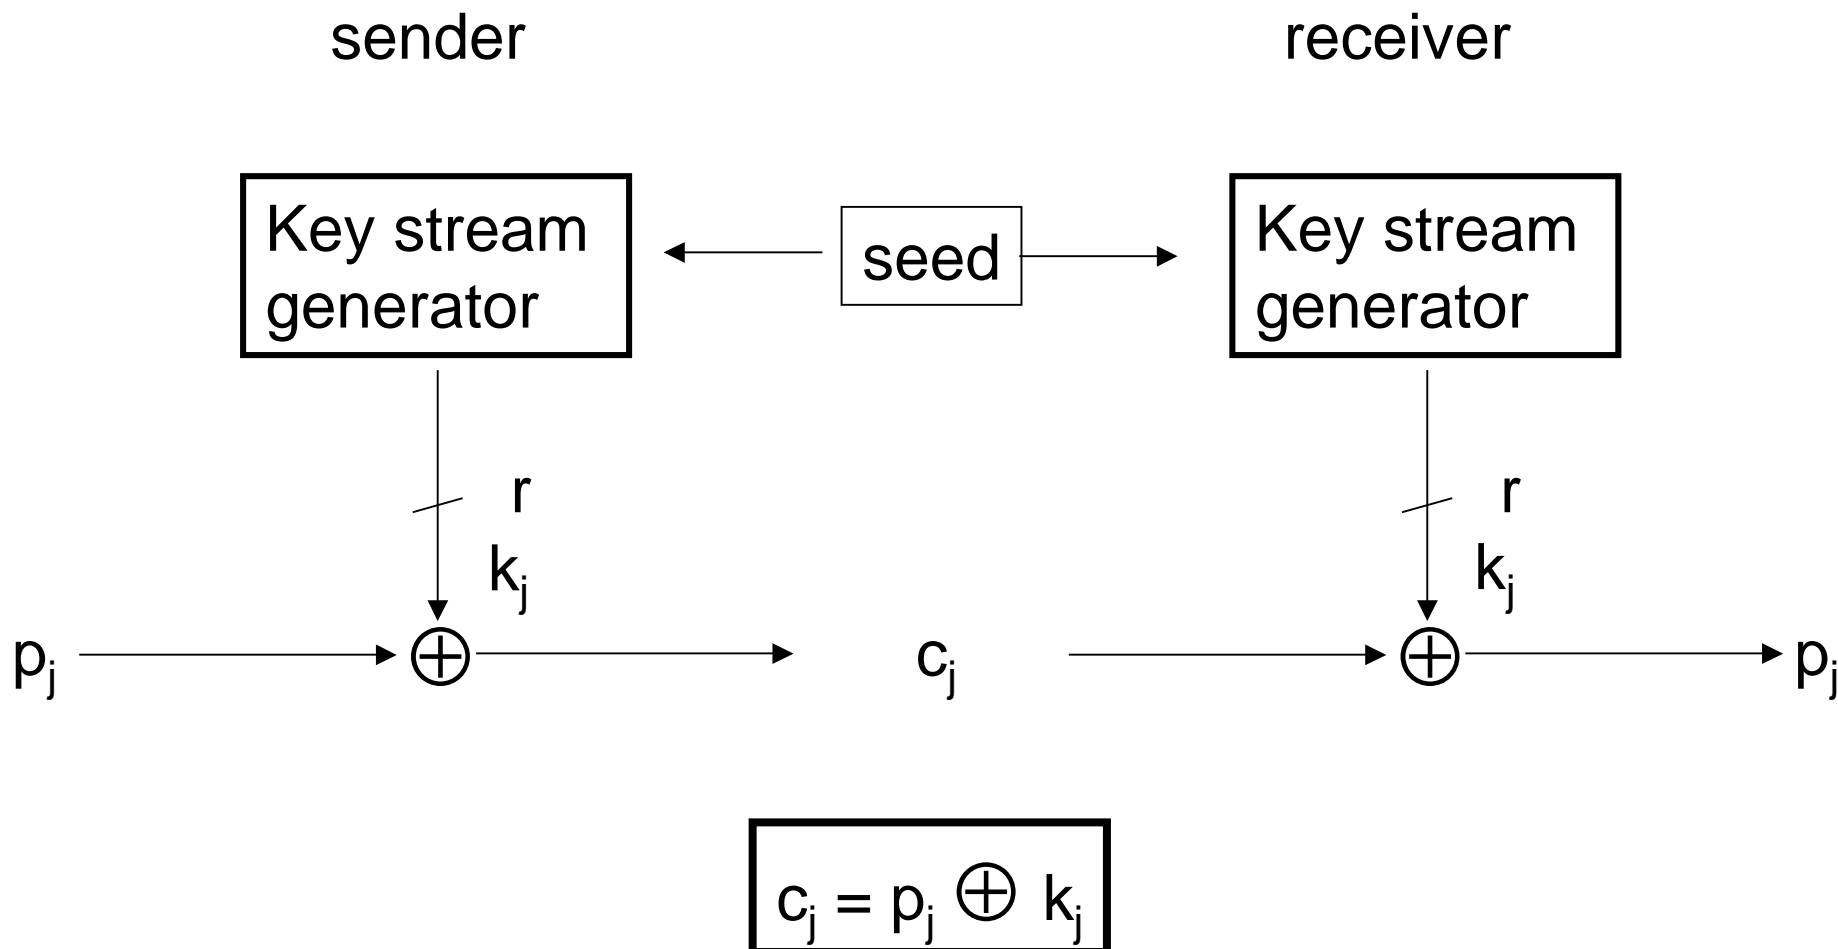 sender receiver
Key stream
generator
seed
Key stream
generator
r
k_j
r
k_j
p_j ⊕ c_j ⊕ p_j
c_j = p_j ⊕ k_j